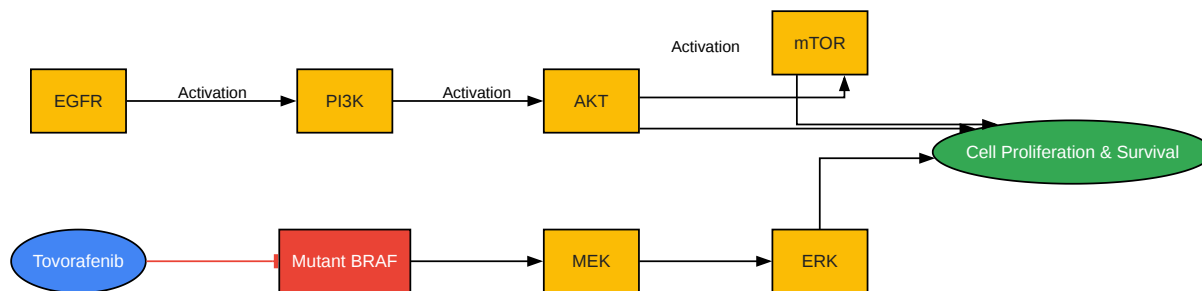 Activation
mTOR
EGFR
Activation
PI3K
Activation
AKT
Cell Proliferation & Survival
Tovorafenib
Mutant BRAF
MEK
ERK